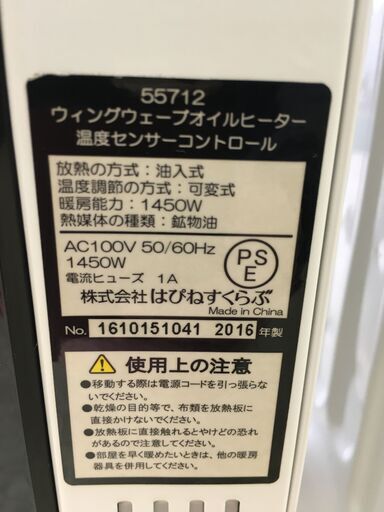 55712
ウィングウェーブオイルヒーター
温度センサーコントロール
放熱の方式：油入式
温度調節の方式：可変式
暖房能力：1450W
熱媒体の種類：鉱物油
AC100V 50/60Hz
1450W
電流ヒューズ 1A
PS
E
株式会社はぴねすくらぶ
Made in China
No. 1610151041 2016 年製
使用上の注意
●移動する際は電源コードを引っ張らな
いでください。
●乾燥の目的等で、布類を放熱板に
直接かけないでください。
●放熱板に直接触れるとやけどの恐れ
があるので注意してください。
●部屋を早く暖めたいときは、他の暖房
器具を併用してください。